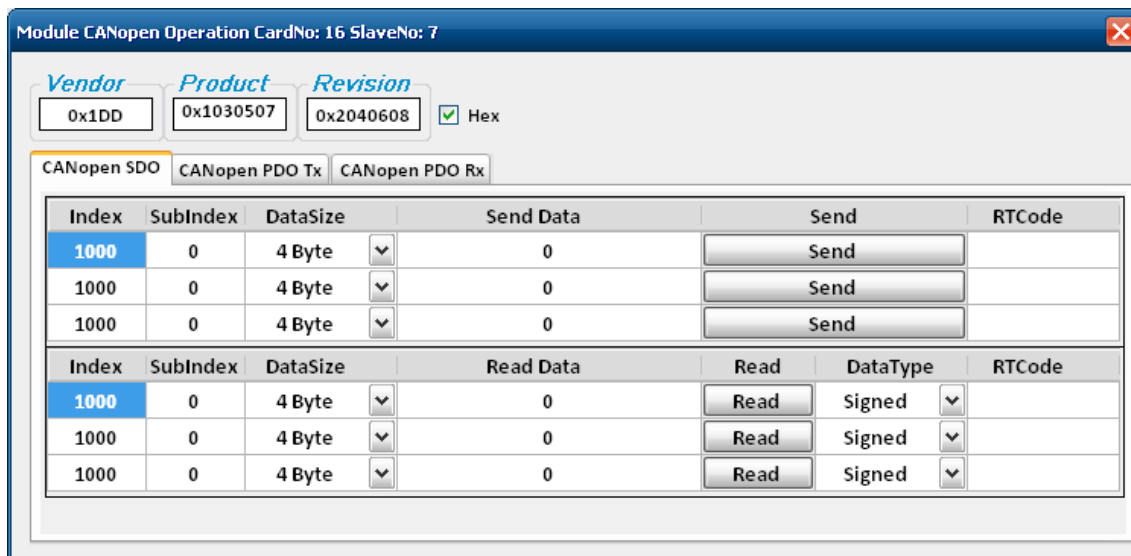 Module CANopen Operation CardNo: 16 SlaveNo: 7
Vendor Product Revision
0x1DD 0x1030507 0x2040608 Hex
CANopen SDO CANopen PDO Tx CANopen PDO Rx
Index SubIndex DataSize Send Data Send RTCode
1000 0 4 Byte 0 Send
1000 0 4 Byte 0 Send
1000 0 4 Byte 0 Send
Index SubIndex DataSize Read Data Read DataType RTCode
1000 0 4 Byte 0 Read Signed
1000 0 4 Byte 0 Read Signed
1000 0 4 Byte 0 Read Signed